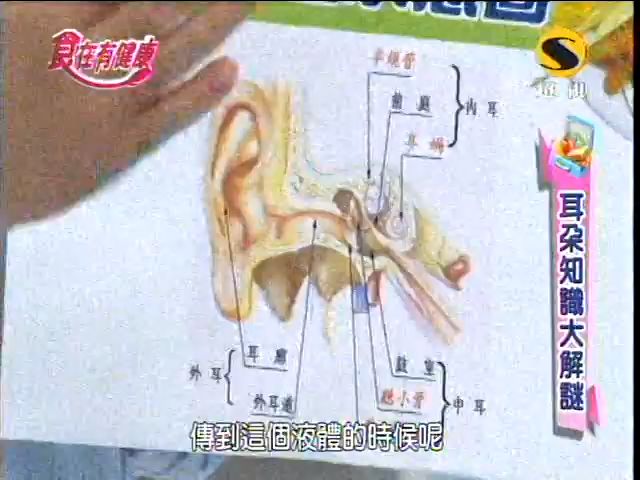 食在有健康
半規管
前庭
內耳
耳蝸
耳朵知識大解謎
外耳
耳廓
外耳道
鼓室
聽小骨
中耳
傳到這個液體的時候呢